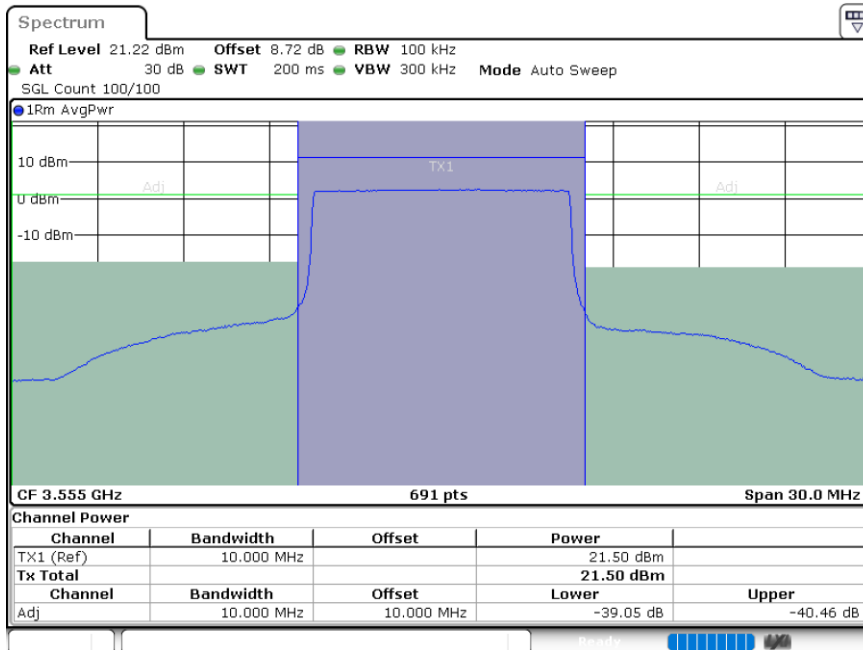 Spectrum
Ref Level 21.22 dBm Offset 8.72 dB RBW 100 kHz
Att 30 dB SWT 200 ms VBW 300 kHz Mode Auto Sweep
SGL Count 100/100
1Rm AvgPwr
10 dBm
TX1
Adj Adj
0 dBm
-10 dBm
CF 3.555 GHz 691 pts Span 30.0 MHz
Channel Power
Channel Bandwidth Offset Power
TX1 (Ref) 10.000 MHz 21.50 dBm
Tx Total 21.50 dBm
Channel Bandwidth Offset Lower Upper
Adj 10.000 MHz 10.000 MHz -39.05 dB -40.46 dB
Ready